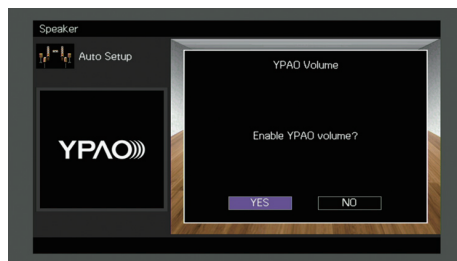 Speaker
Auto Setup
YPAO Volume
YPAO
Enable YPAO volume?
YES
NO